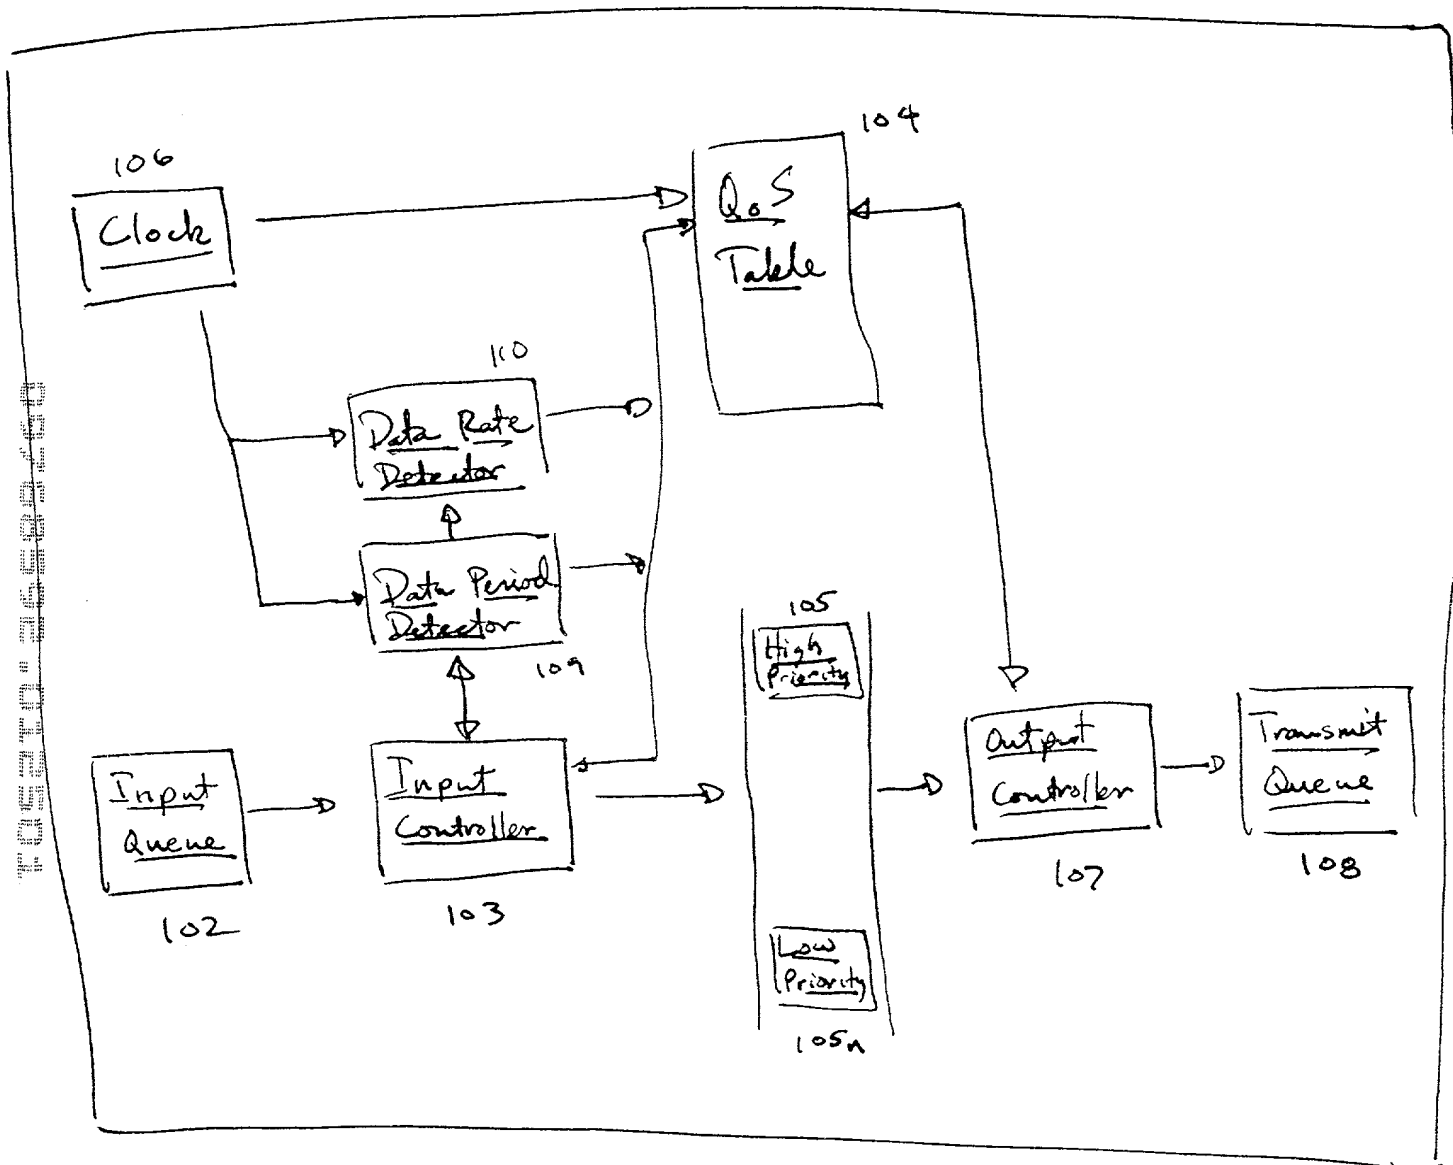 104
106
QoS
Table
Clock
110
Data Rate
Detector
Data Period
Detector
109
105
High
Priority
Input
Queue
Input
Controller
Output
Controller
Transmit
Queue
102
103
107
108
Low
Priority
105n